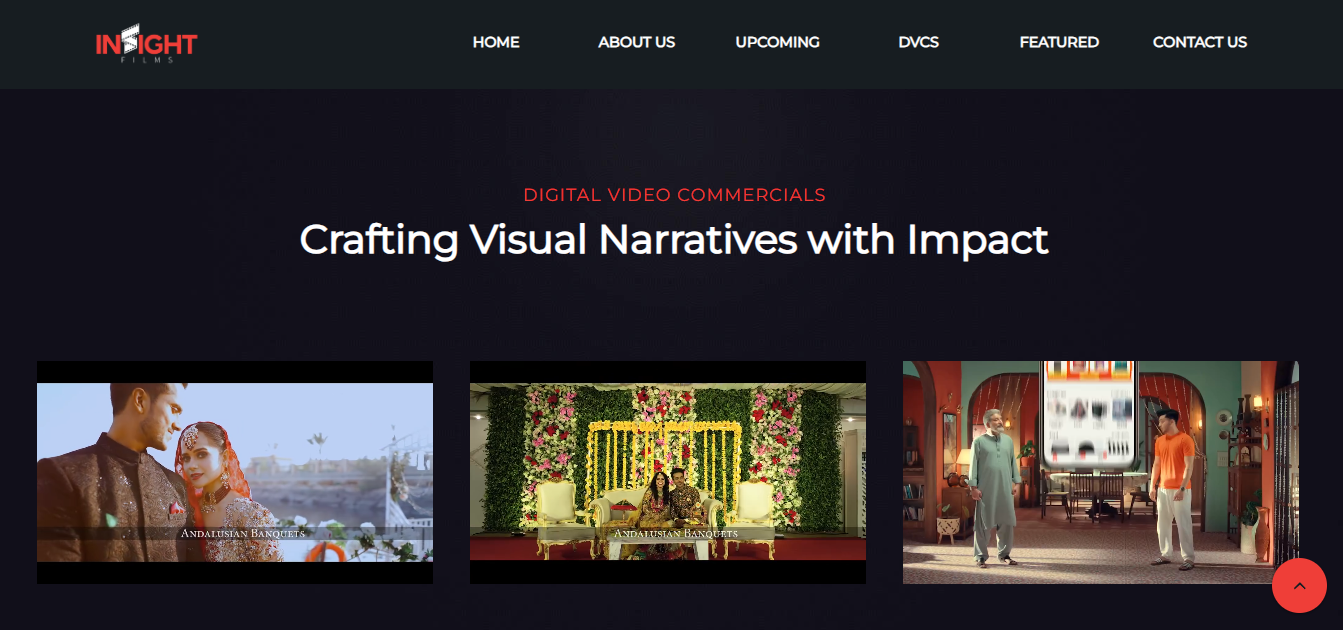 INSIGHT
FILMS
HOME ABOUT US UPCOMING DVCS FEATURED CONTACT US
DIGITAL VIDEO COMMERCIALS
Crafting Visual Narratives with Impact
ANDALUSIAN BANQUETS
ANDALUSIAN BANQUETS